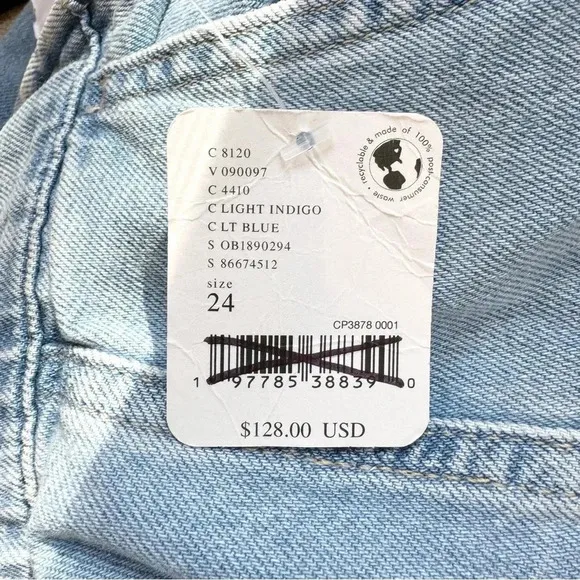 recyclable & made of 100% post-consumer waste •
C 8120
V 090097
C 4410
C LIGHT INDIGO
C LT BLUE
S OB1890294
S 86674512
size
24
CP3878 0001
1 97785 38839 0
$128.00 USD